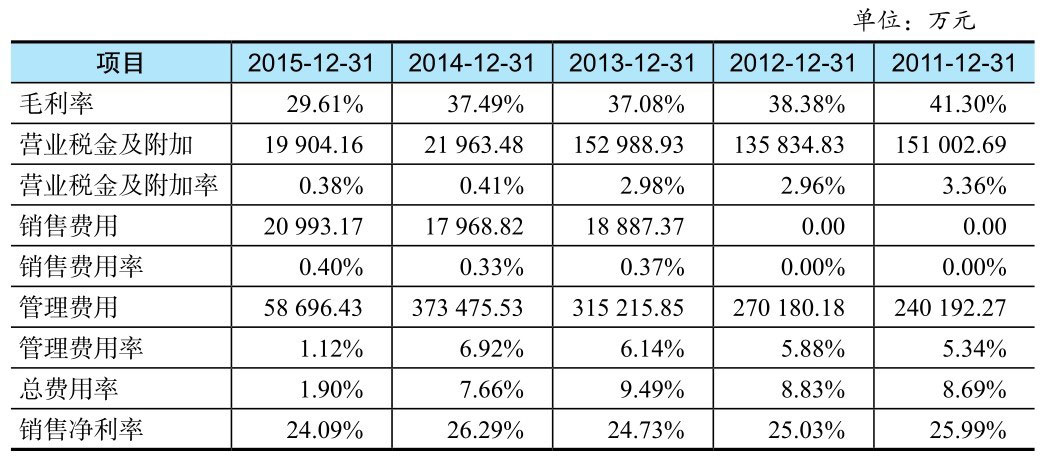 单位：万元
项目 2015-12-31 2014-12-31 2013-12-31 2012-12-31 2011-12-31
毛利率 29.61% 37.49% 37.08% 38.38% 41.30%
营业税金及附加 19 904.16 21 963.48 152 988.93 135 834.83 151 002.69
营业税金及附加率 0.38% 0.41% 2.98% 2.96% 3.36%
销售费用 20 993.17 17 968.82 18 887.37 0.00 0.00
销售费用率 0.40% 0.33% 0.37% 0.00% 0.00%
管理费用 58 696.43 373 475.53 315 215.85 270 180.18 240 192.27
管理费用率 1.12% 6.92% 6.14% 5.88% 5.34%
总费用率 1.90% 7.66% 9.49% 8.83% 8.69%
销售净利率 24.09% 26.29% 24.73% 25.03% 25.99%